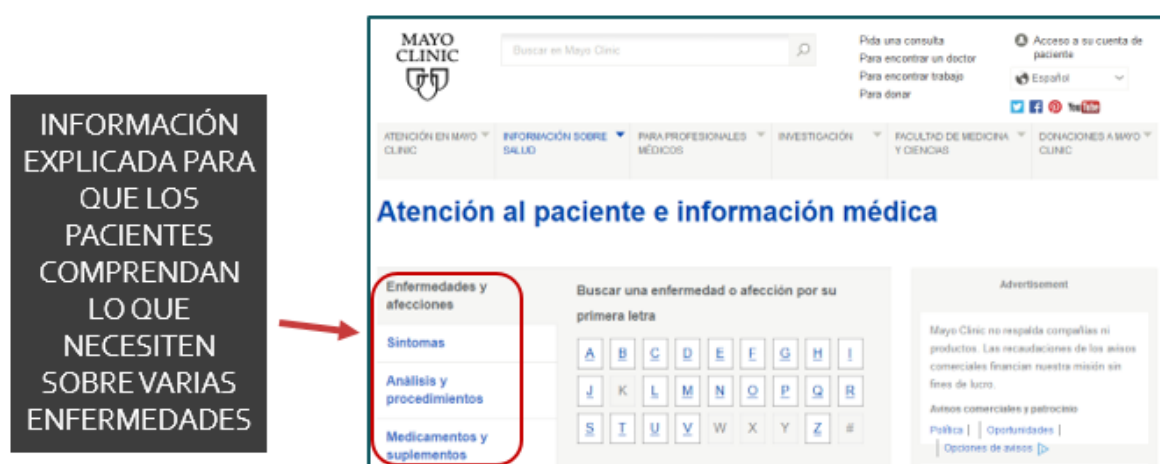 INFORMACIÓN
EXPLICADA PARA
QUE LOS
PACIENTES
COMPRENDAN
LO QUE
NECESITEN
SOBRE VARIAS
ENFERMEDADES
MAYO
CLINIC
Buscar en Mayo Clinic
Pida una consulta
Para encontrar un doctor
Para encontrar trabajo
Para donar
Acceso a su cuenta de
paciente
Español
YouTube
ATENCIÓN EN MAYO
CLINIC
INFORMACIÓN SOBRE
SALUD
PARA PROFESIONALES
MÉDICOS
INVESTIGACIÓN
FACULTAD DE MEDICINA
Y CIENCIAS
DONACIONES A MAYO
CLINIC
Atención al paciente e información médica
Enfermedades y
afecciones
Síntomas
Análisis y
procedimientos
Medicamentos y
suplementos
Buscar una enfermedad o afección por su
primera letra
A B C D E F G H I
J K L M N O P Q R
S T U V W X Y Z #
Advertisement
Mayo Clinic no respalda compañías ni
productos. Las recaudaciones de los avisos
comerciales financian nuestra misión sin
fines de lucro.
Avisos comerciales y patrocinio
Política | Oportunidades |
| Opciones de avisos